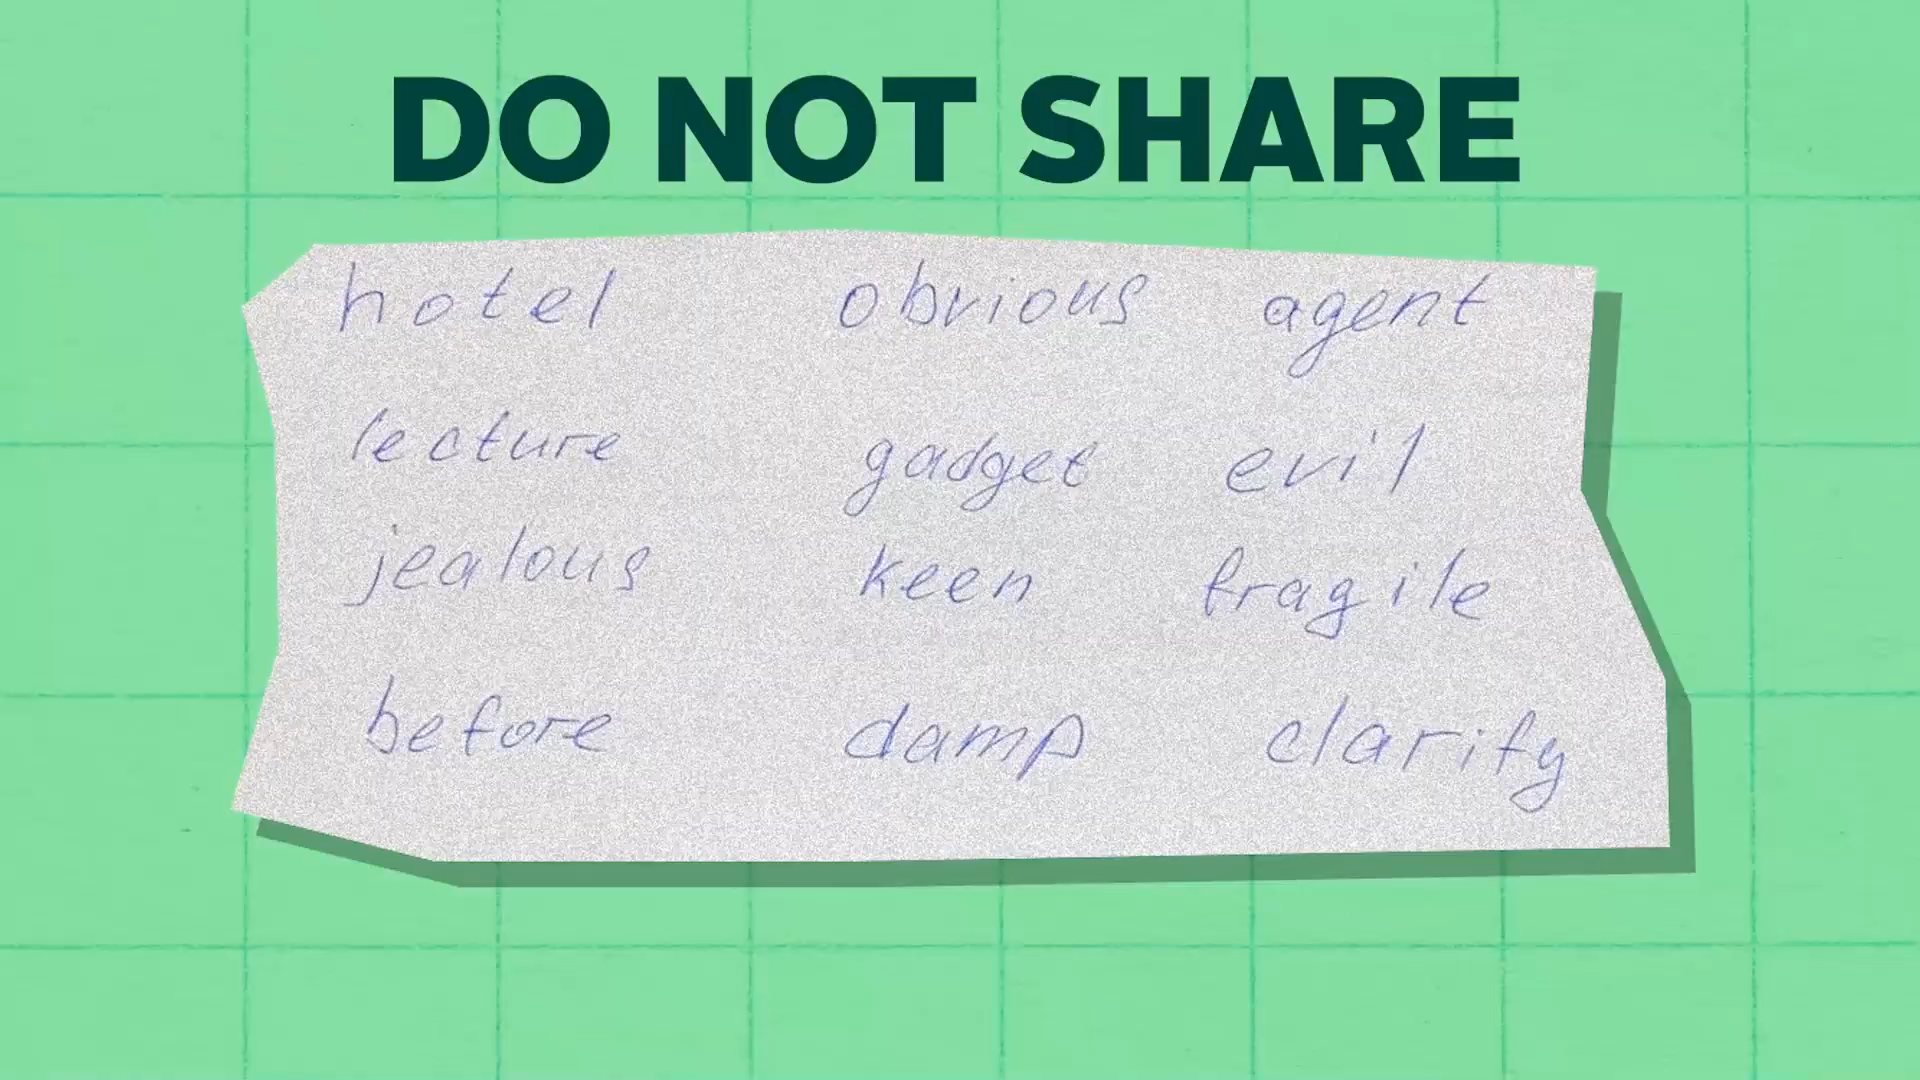 DO NOT SHARE
hotel obvious agent
lecture gadget evil
jealous keen fragile
before damp clarify